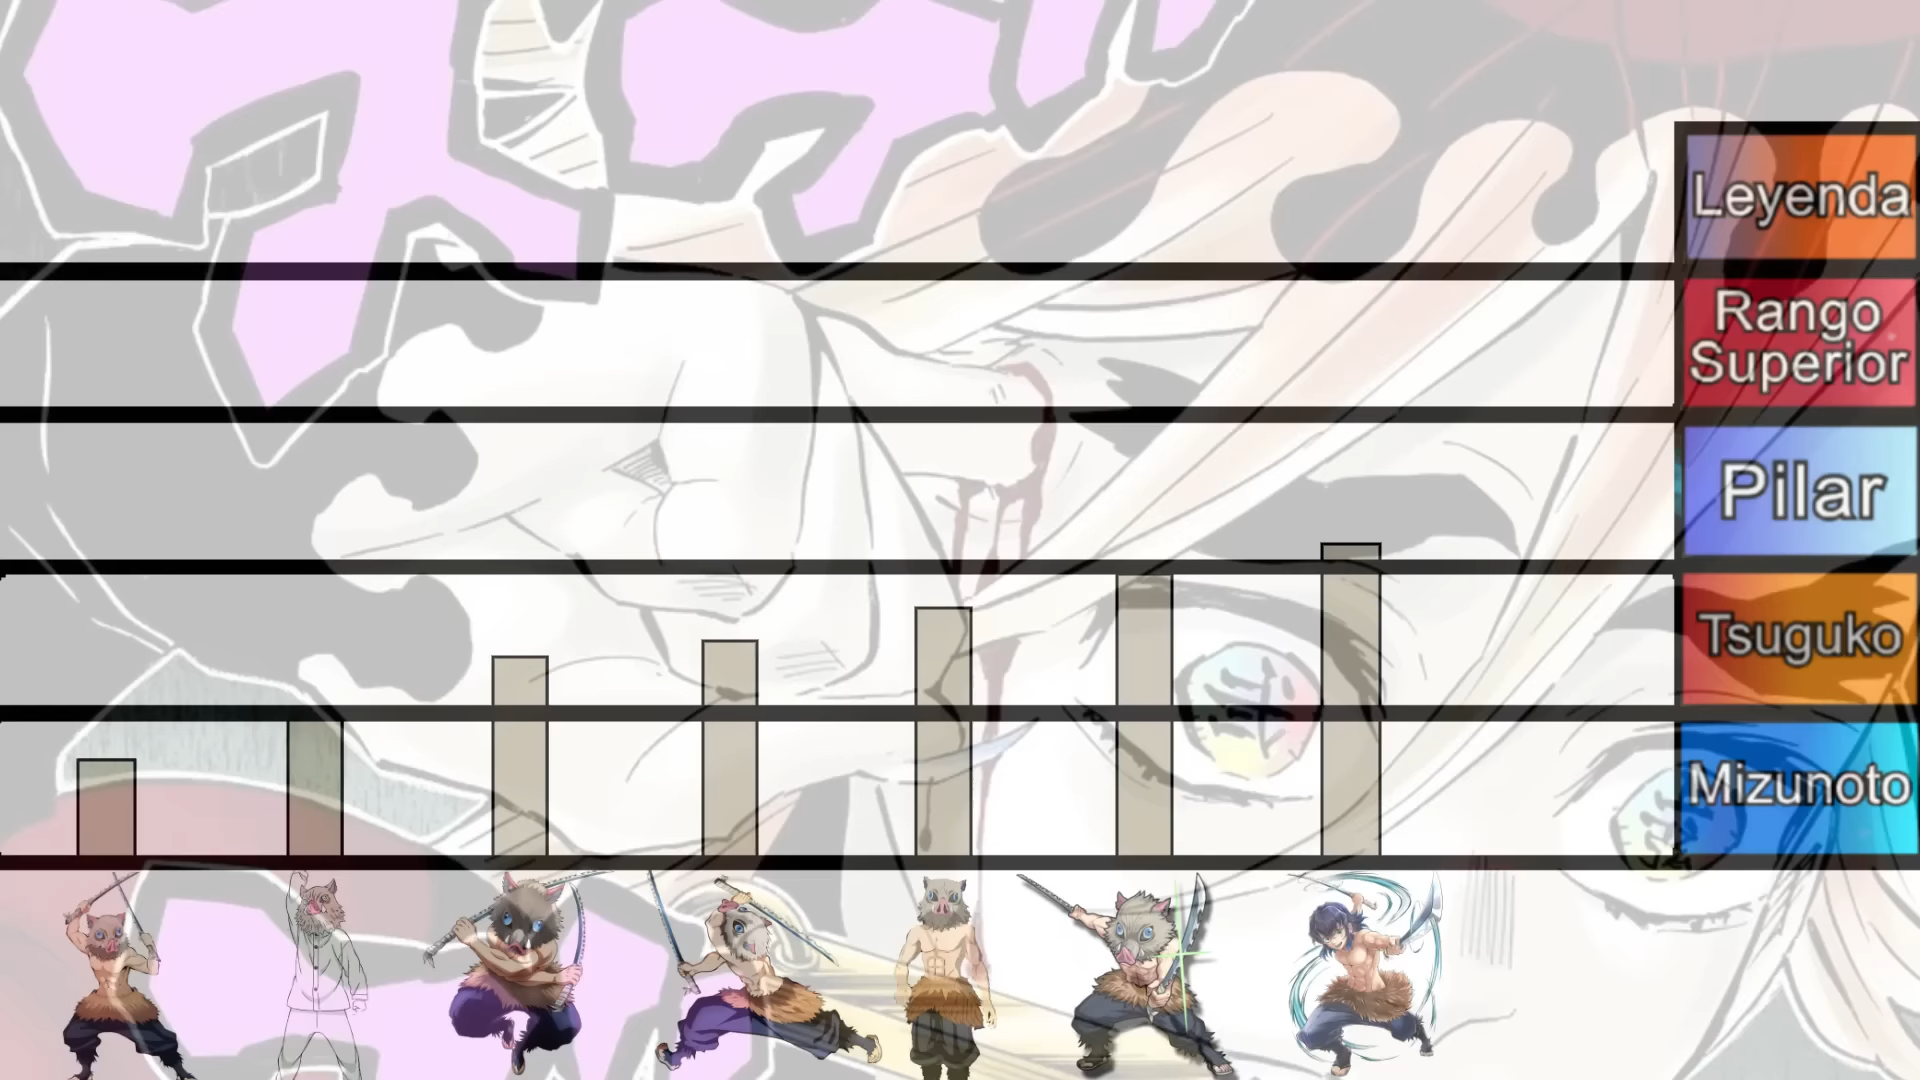 Leyenda
Rango
Superior
Pilar
Tsuguko
Mizunoto